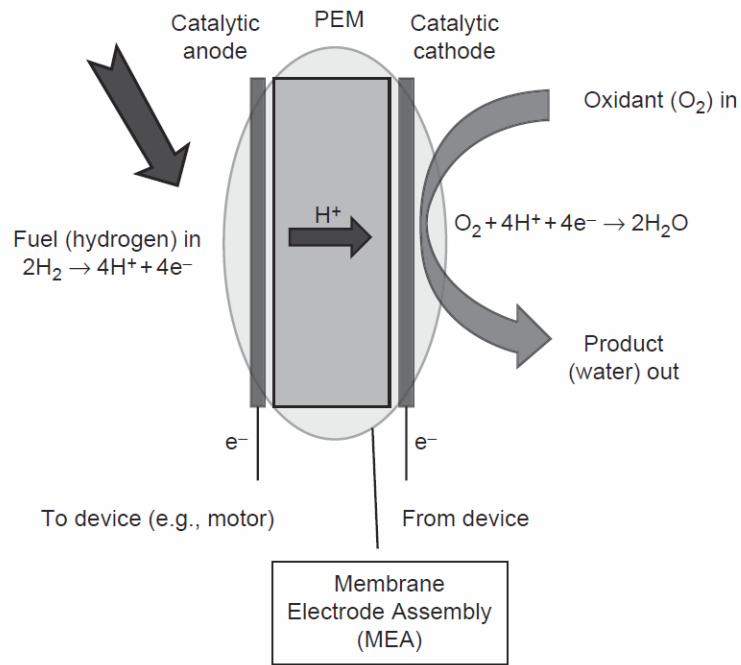 PEM
Catalytic
anode
Catalytic
cathode
Oxidant (O₂) in
H⁺
O₂ + 4H⁺ + 4e⁻ → 2H₂O
Fuel (hydrogen) in
2H₂ → 4H⁺ + 4e⁻
Product
(water) out
e⁻
e⁻
To device (e.g., motor)
From device
Membrane
Electrode Assembly
(MEA)